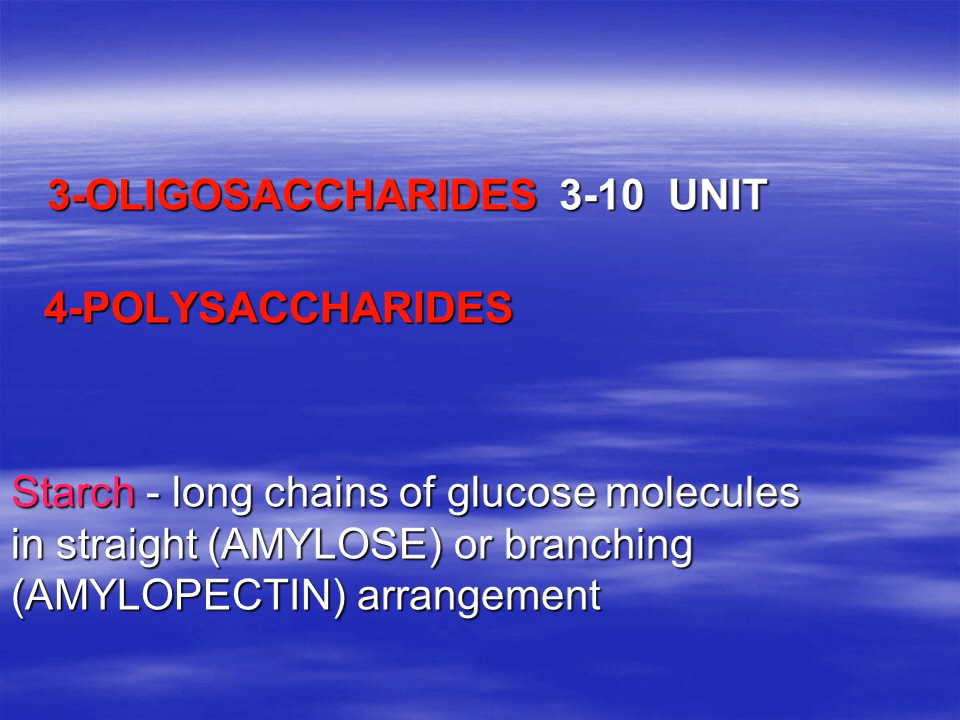 3-OLIGOSACCHARIDES 3-10 UNIT
4-POLYSACCHARIDES
Starch - long chains of glucose molecules
in straight (AMYLOSE) or branching
(AMYLOPECTIN) arrangement